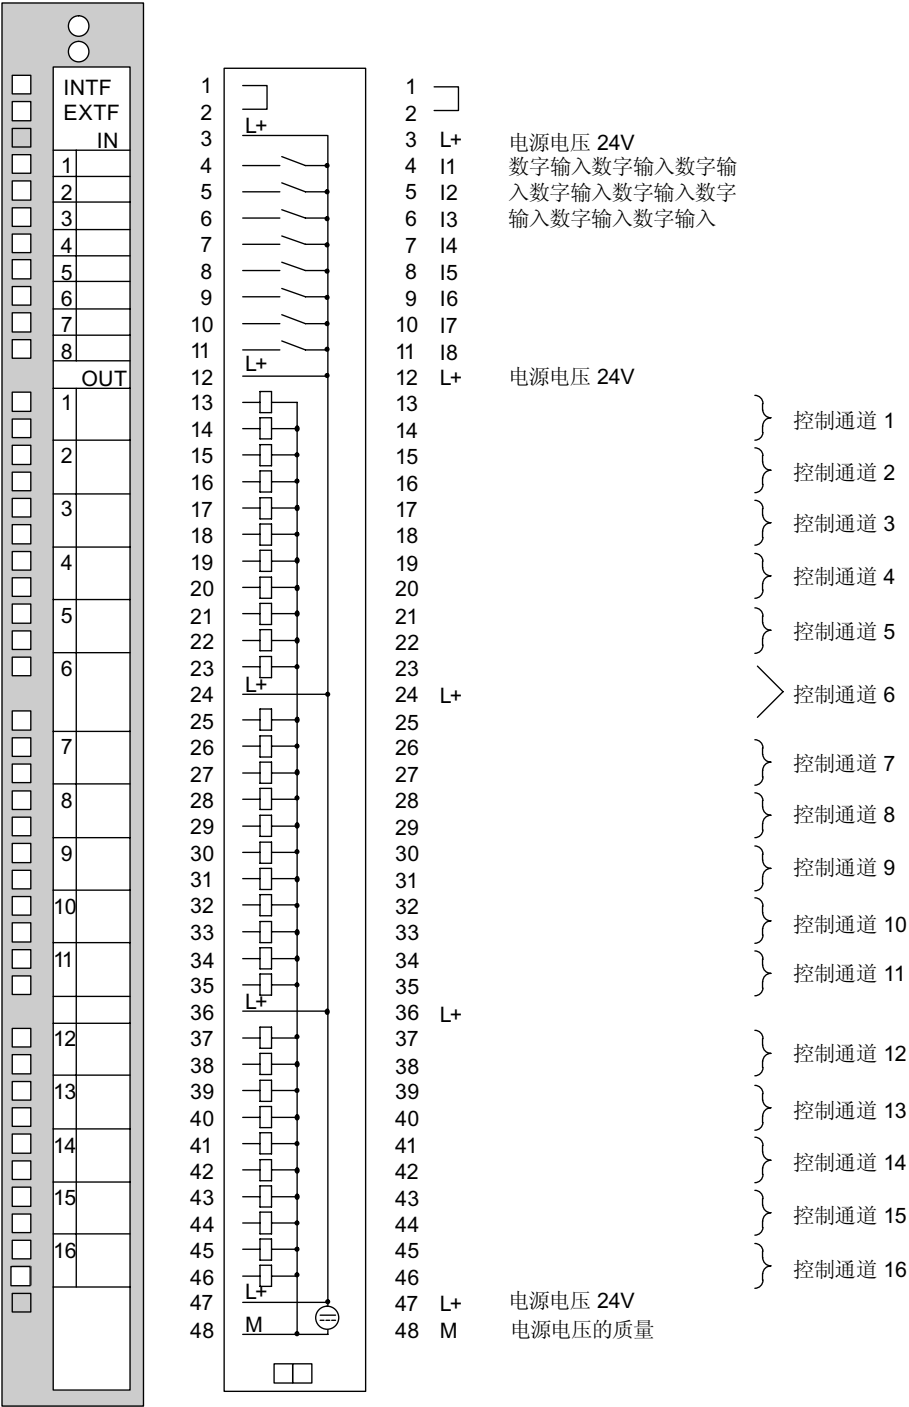 INTF
EXTF
IN
1
2
3
4
5
6
7
8
OUT
1
2
3
4
5
6
7
8
9
10
11
12
13
14
15
16
1
2
3 L+
4
5
6
7
8
9
10
11
12 L+
13
14
15
16
17
18
19
20
21
22
23
24 L+
25
26
27
28
29
30
31
32
33
34
35
36 L+
37
38
39
40
41
42
43
44
45
46
47 L+
48 M
1
2
3 L+ 电源电压 24V
4 I1 数字输入数字输入数字输
5 I2 入数字输入数字输入数字
6 I3 输入数字输入数字输入
7 I4
8 I5
9 I6
10 I7
11 I8
12 L+ 电源电压 24V
13
控制通道 1
14
15
控制通道 2
16
17
控制通道 3
18
19
控制通道 4
20
21
控制通道 5
22
23
24 L+ 控制通道 6
25
26
控制通道 7
27
28
控制通道 8
29
30
控制通道 9
31
32
控制通道 10
33
34
控制通道 11
35
36 L+
37
控制通道 12
38
39
控制通道 13
40
41
控制通道 14
42
43
控制通道 15
44
45
控制通道 16
46
47 L+ 电源电压 24V
48 M 电源电压的质量